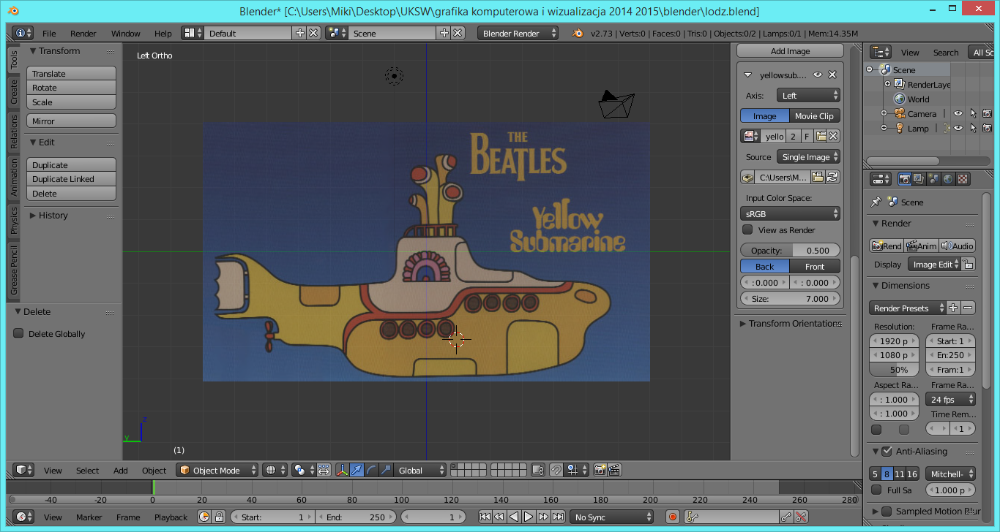 Blender* [C:\Users\Miki\Desktop\UKSW\grafika komputerowa i wizualizacja 2014 2015\blender\lodz.blend]
File Render Window Help Default Scene Blender Render v2.73 | Verts:0 | Faces:0 | Tris:0 | Objects:0/2 | Lamps:0/1 | Mem:14.35M
Tools
Create
Relations
Animation
Physics
Grease Pencil
Transform
Translate
Rotate
Scale
Mirror
Edit
Duplicate
Duplicate Linked
Delete
History
Delete
Delete Globally
Left Ortho
THE
BEATLES
Yellow
Submarine
z
y
(1)
Add Image
yellowsub....
Axis: Left
Image Movie Clip
yello 2 F
Source Single Image
C:\Users\M...
Input Color Space:
sRGB
View as Render
Opacity: 0.500
Back Front
: 0.000 : 0.000
Size: 7.000
Transform Orientations
View Search All Sc
Scene
RenderLaye
World
Camera
Lamp
Scene
Render
Rend Anim Audio
Display Image Edit
Dimensions
Render Presets
Resolution: Frame Ra...
1920 p Start: 1
1080 p En:250
50% Fram:1
Aspect Ra... Frame Ra...
: 1.000 24 fps
: 1.000 Time Rem...
1
Anti-Aliasing
5 8 11 16 Mitchell-
Full Sa 1.000 p
Sampled Motion Blur
View Select Add Object Object Mode Global
-40 -20 0 20 40 60 80 100 120 140 160 180 200 220 240 260 280
View Marker Frame Playback Start: 1 End: 250 1 No Sync